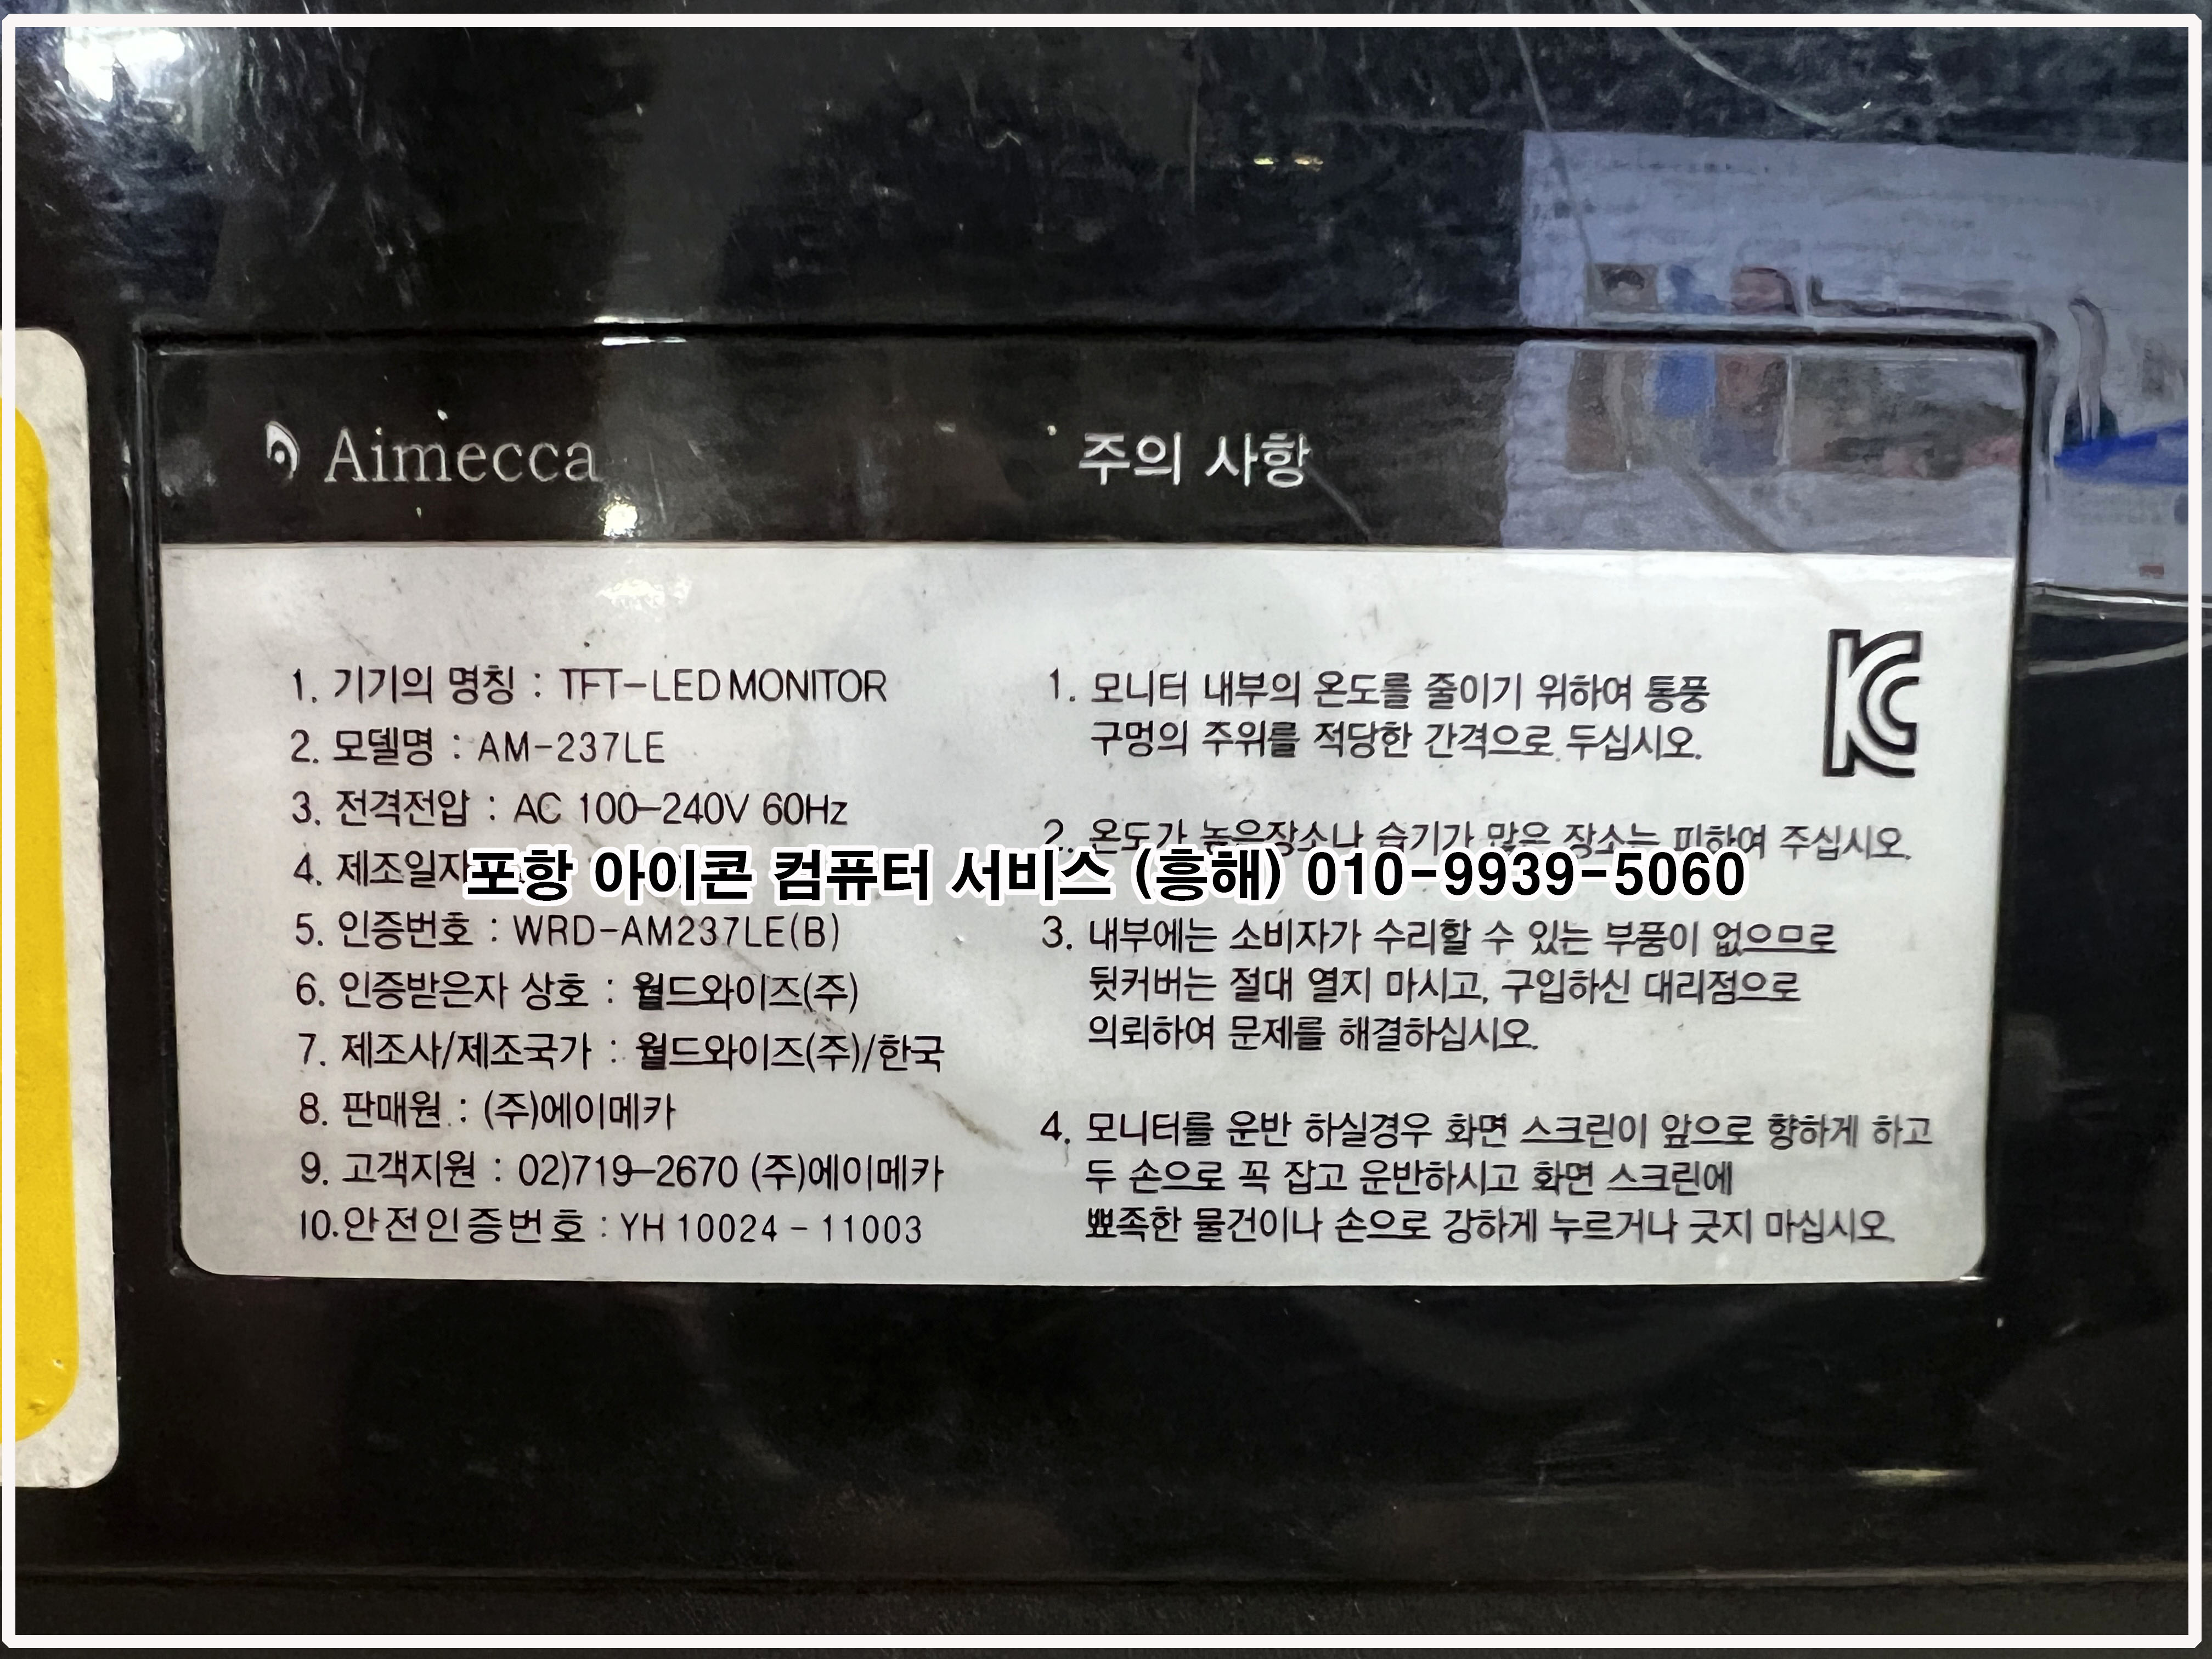 Aimecca
1. 기기의 명칭 : TFT-LED MONITOR
2. 모델명 : AM-237LE
3. 전격전압 : AC 100-240V 60Hz
4. 제조일자
5. 인증번호 : WRD-AM237LE(B)
6. 인증받은자 상호 : 월드와이즈(주)
7. 제조사/제조국가 : 월드와이즈(주)/한국
8. 판매원 : (주)에이메카
9. 고객지원 : 02)719-2670 (주)에이메카
10.안전인증번호 : YH 10024 - 11003
주의 사항
1. 모니터 내부의 온도를 줄이기 위하여 통풍
구멍의 주위를 적당한 간격으로 두십시오.
2. 온도가 높은장소나 습기가 많은 장소는 피하여 주십시오.
3. 내부에는 소비자가 수리할 수 있는 부품이 없으므로
뒷커버는 절대 열지 마시고, 구입하신 대리점으로
의뢰하여 문제를 해결하십시오.
4. 모니터를 운반 하실경우 화면 스크린이 앞으로 향하게 하고
두 손으로 꼭 잡고 운반하시고 화면 스크린에
뾰족한 물건이나 손으로 강하게 누르거나 긋지 마십시오.
포항 아이콘 컴퓨터 서비스 (흥해) 010-9939-5060